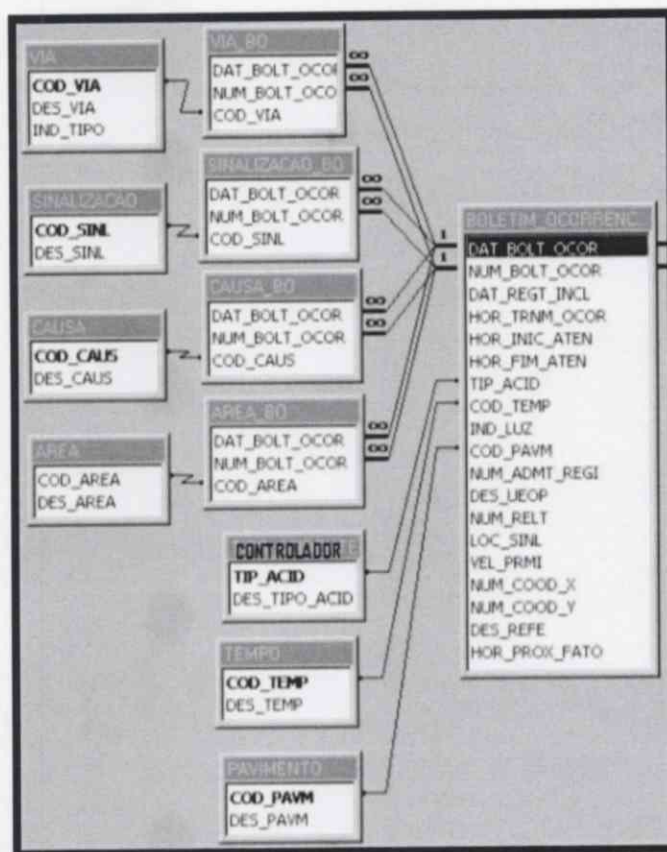 VIA
COD_VIA
DES_VIA
IND_TIPO
VIA_BO
DAT_BOLT_OCOR
NUM_BOLT_OCO
COD_VIA
SINALIZACAO
COD_SINL
DES_SINL
SINALIZACAO_BO
DAT_BOLT_OCOR
NUM_BOLT_OCOR
COD_SINL
CAUSA
COD_CAUS
DES_CAUS
CAUSA_BO
DAT_BOLT_OCOR
NUM_BOLT_OCOR
COD_CAUS
AREA
COD_AREA
DES_AREA
AREA_BO
DAT_BOLT_OCOR
NUM_BOLT_OCOR
COD_AREA
CONTROLADOR
TIP_ACID
DES_TIPO_ACID
TEMPO
COD_TEMP
DES_TEMP
PAVIMENTO
COD_PAVM
DES_PAVM
∞
∞
∞
∞
∞
∞
∞
∞
1
1
BOLETIM_OCORRENC
DAT_BOLT_OCOR
NUM_BOLT_OCOR
DAT_REGT_INCL
HOR_TRNM_OCOR
HOR_INIC_ATEN
HOR_FIM_ATEN
TIP_ACID
COD_TEMP
IND_LUZ
COD_PAVM
NUM_ADMT_REGI
DES_UEOP
NUM_RELT
LOC_SINL
VEL_PRMI
NUM_COOD_X
NUM_COOD_Y
DES_REFE
HOR_PROX_FATO